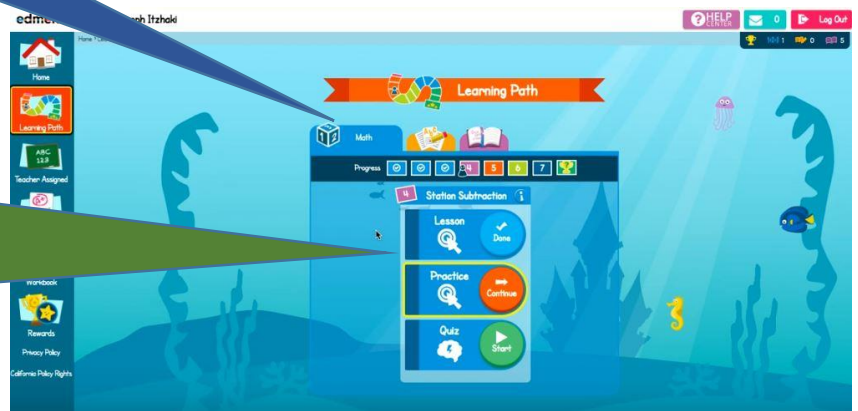 Itzhaki
HELP
CENTER
0
Log Out
Home
1
0
5
Home
Learning Path
Learning Path
ABC
123
Teacher Assigned
Math
Progress
4
5
6
7
4
Station Subtraction
i
Lesson
Done
Practice
Continue
Quiz
Start
Workbook
Rewards
Privacy Policy
California Policy Rights